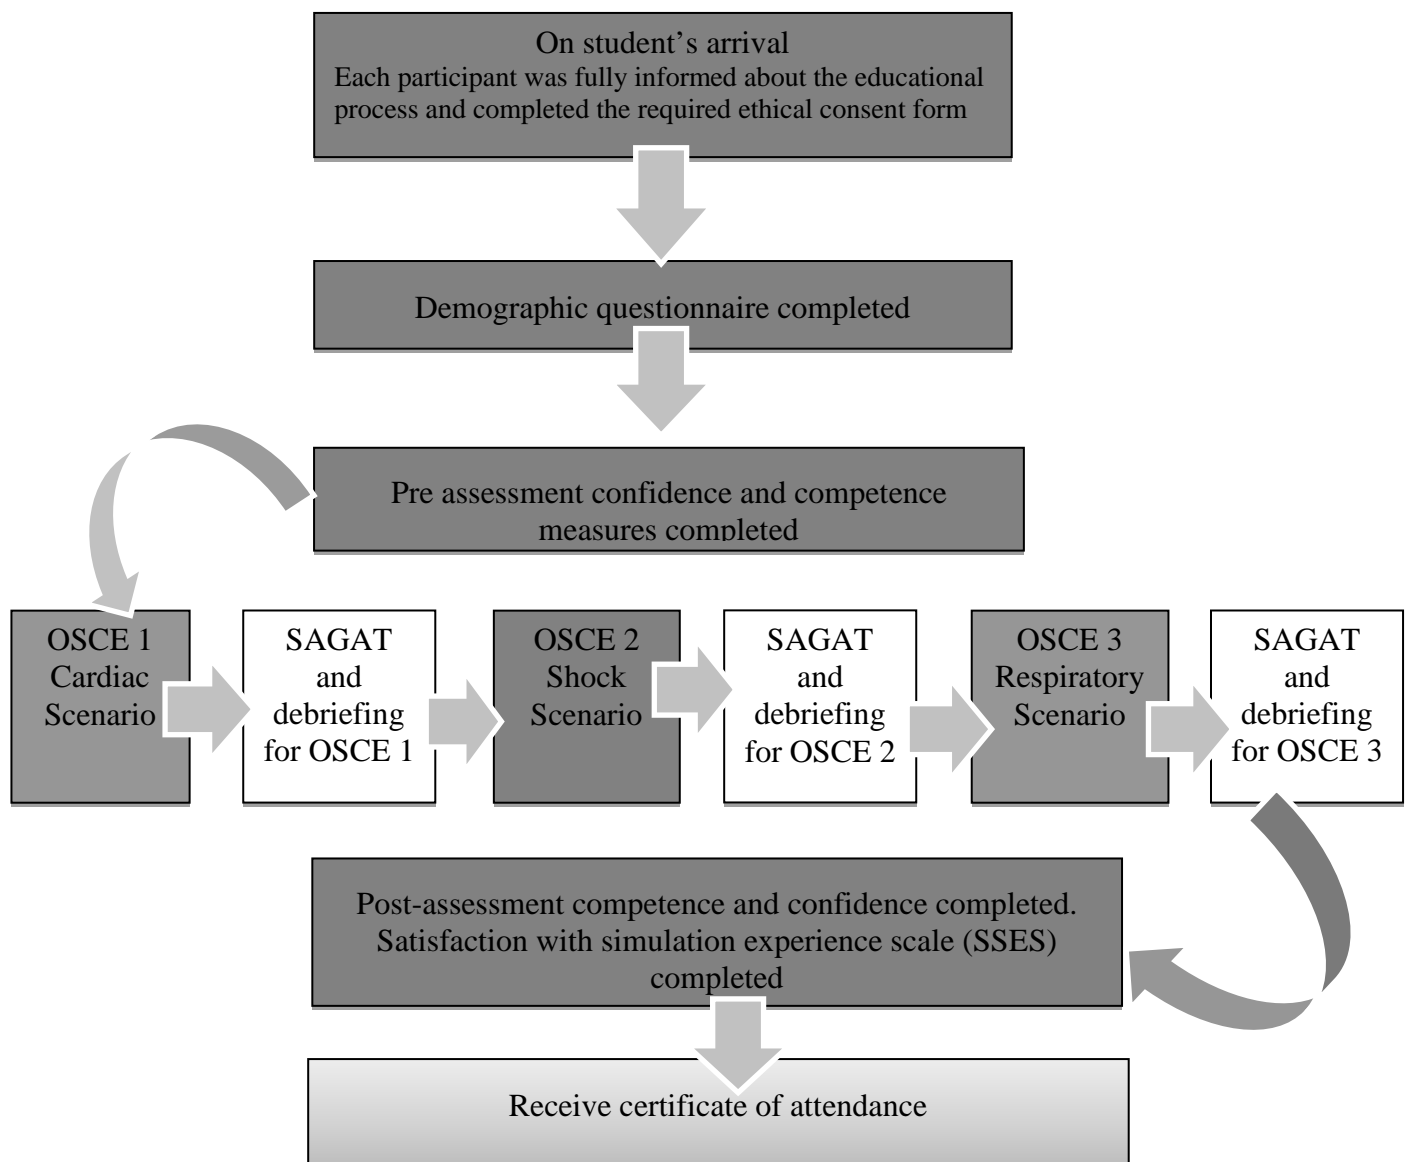 On student’s arrival
Each participant was fully informed about the educational
process and completed the required ethical consent form
Demographic questionnaire completed
Pre assessment confidence and competence
measures completed
OSCE 1
Cardiac
Scenario
SAGAT
and
debriefing
for OSCE 1
OSCE 2
Shock
Scenario
SAGAT
and
debriefing
for OSCE 2
OSCE 3
Respiratory
Scenario
SAGAT
and
debriefing
for OSCE 3
Post-assessment competence and confidence completed.
Satisfaction with simulation experience scale (SSES)
completed
Receive certificate of attendance